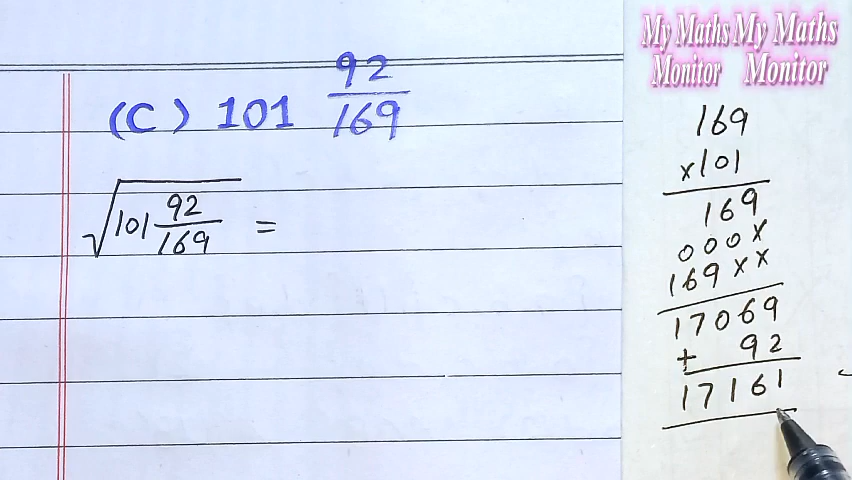 My Maths My Maths
Monitor Monitor
(C) 101 92/169
√(101 92/169) =
169
×101
169
000×
169××
17069
+ 92
17161